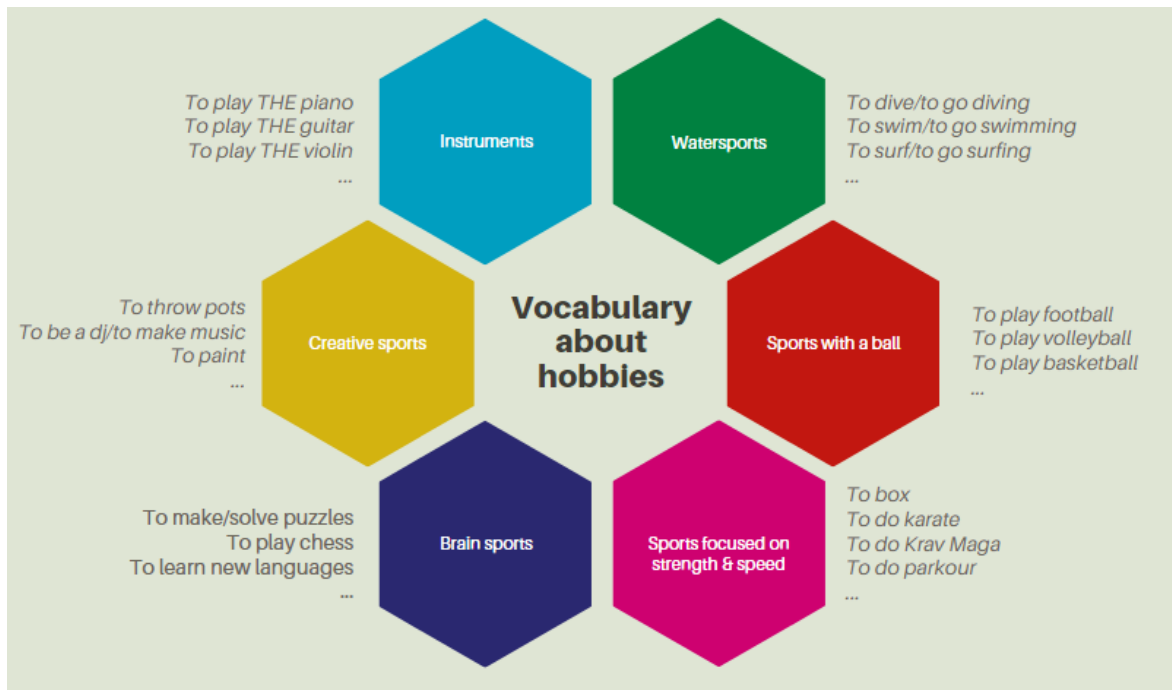 To play THE piano
To play THE guitar
To play THE violin
...
Instruments
Watersports
To dive/to go diving
To swim/to go swimming
To surf/to go surfing
...
To throw pots
To be a dj/to make music
To paint
...
Creative sports
Vocabulary
about
hobbies
Sports with a ball
To play football
To play volleyball
To play basketball
...
To make/solve puzzles
To play chess
To learn new languages
...
Brain sports
Sports focused on
strength & speed
To box
To do karate
To do Krav Maga
To do parkour
...